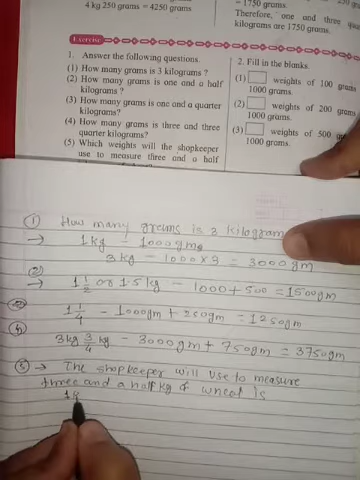 4 kg 250 grams = 4250 grams.
= 1750 grams.
Therefore, one and three
kilograms are 1750 grams.
Exercise
1. Answer the following questions.
(1) How many grams is 3 kilograms ?
(2) How many grams is one and a half
kilograms ?
(3) How many grams is one and a quarter
kilograms?
(4) How many grams is three and three
quarter kilograms?
(5) Which weights will the shopkeeper
use to measure three and a half
2. Fill in the blanks.
(1) weights of 100 grams
1000 grams.
(2) weights of 200 grams
1000 grams.
(3) weights of 500
1000 grams.
① How many grams is 3 kilogram
→ 1kg - 1000gm
3kg - 1000×3 = 3000gm
②
→ 1 1/2 or 1.5kg - 1000+500 = 1500gm
③ 1 1/4 - 1000gm + 250gm = 1250gm
④
3kg 3/4 kg - 3000gm + 750gm = 3750gm
⑤ → The shopkeeper will use to measure
three and a half kg of wheat is